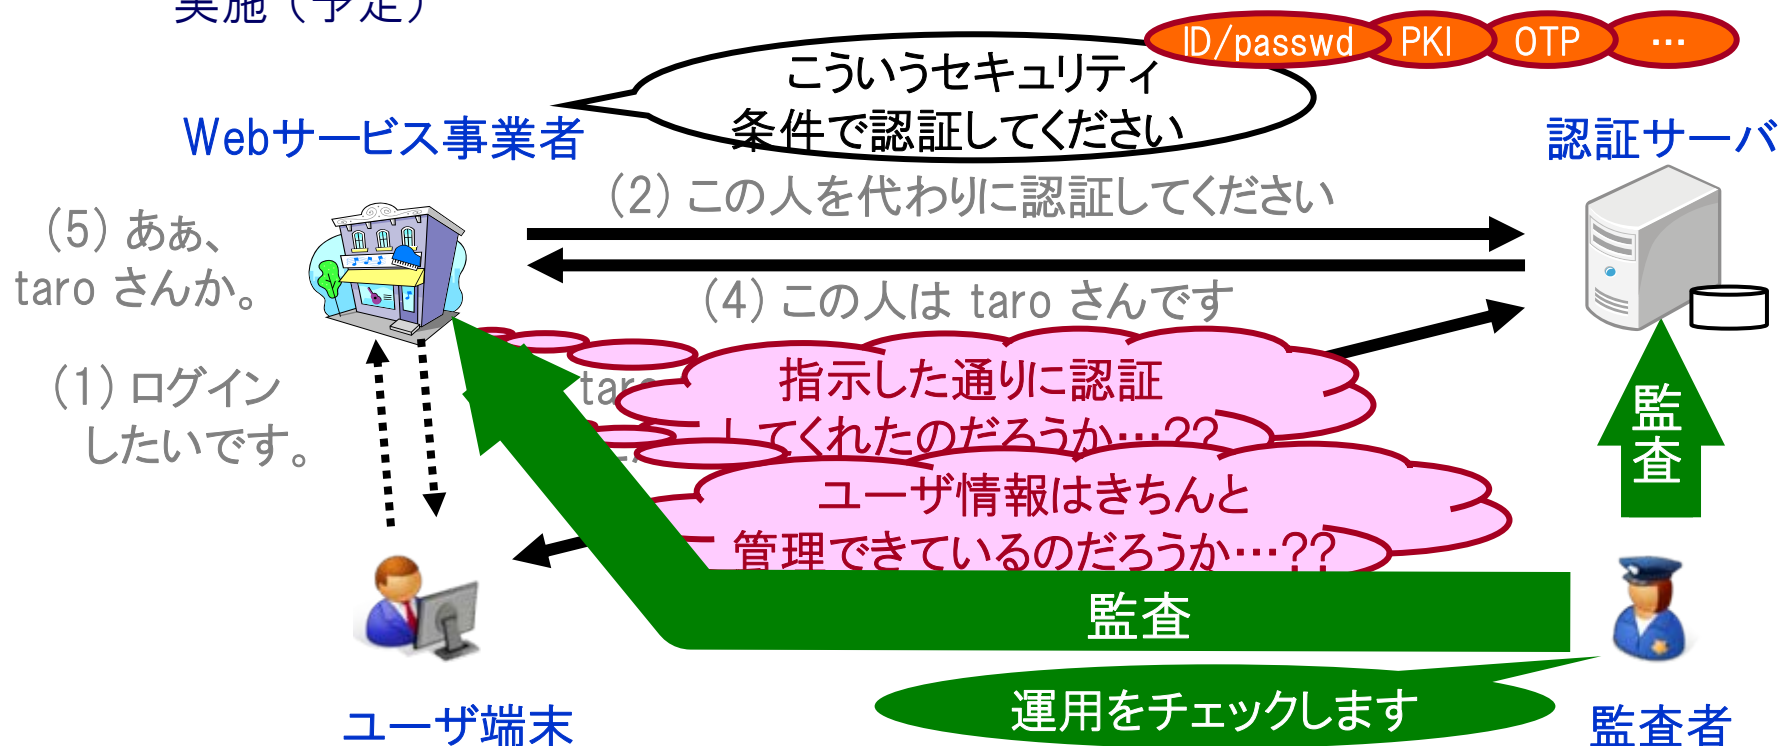 実施（予定）
ID/passwd
PKI
OTP
…
こういうセキュリティ
条件で認証してください
Webサービス事業者
認証サーバ
(2) この人を代わりに認証してください
(5) あぁ、
taro さんか。
(4) この人は taro さんです
(1) ログイン
したいです。
指示した通りに認証
してくれたのだろうか…??
ユーザ情報はきちんと
管理できているのだろうか…??
監
査
監査
運用をチェックします
ユーザ端末
監査者